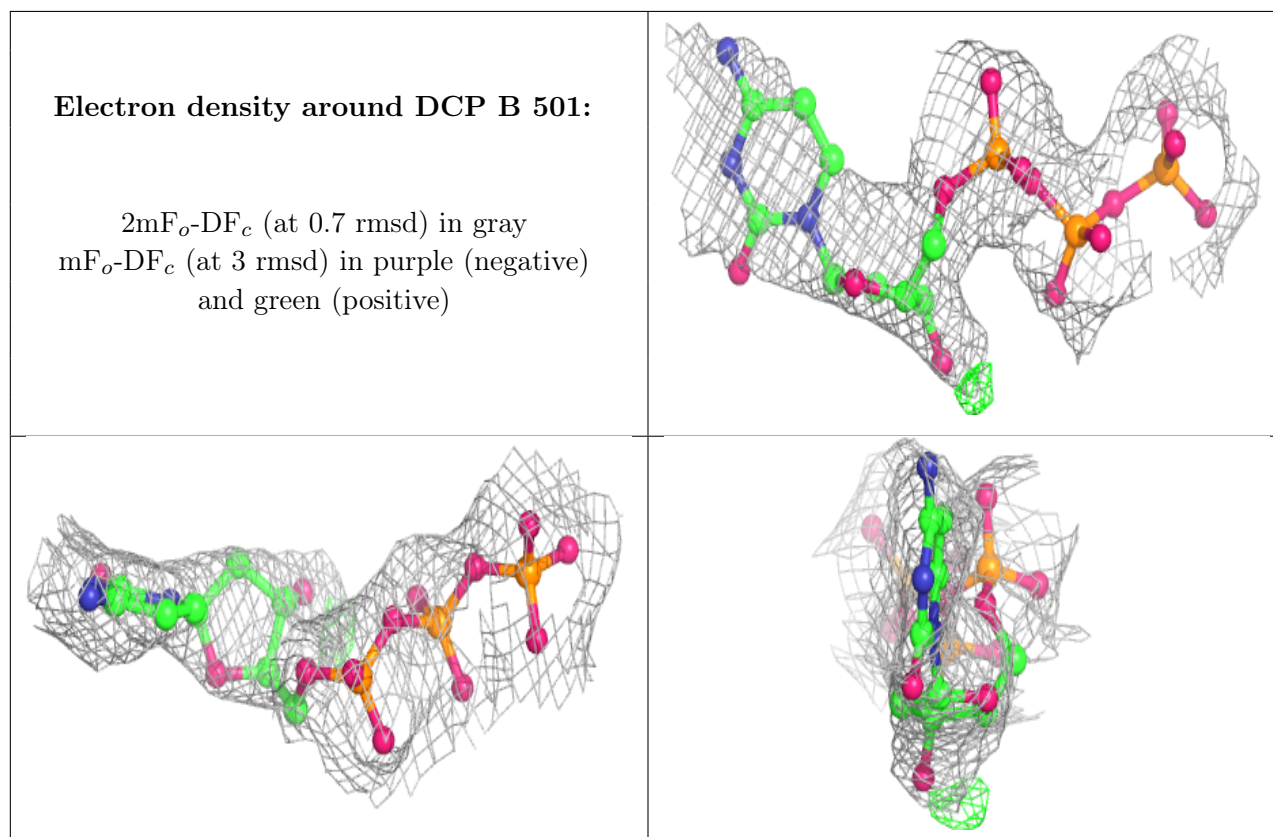 Electron density around DCP B 501:
2mFo-DFc (at 0.7 rmsd) in gray
mFo-DFc (at 3 rmsd) in purple (negative)
and green (positive)